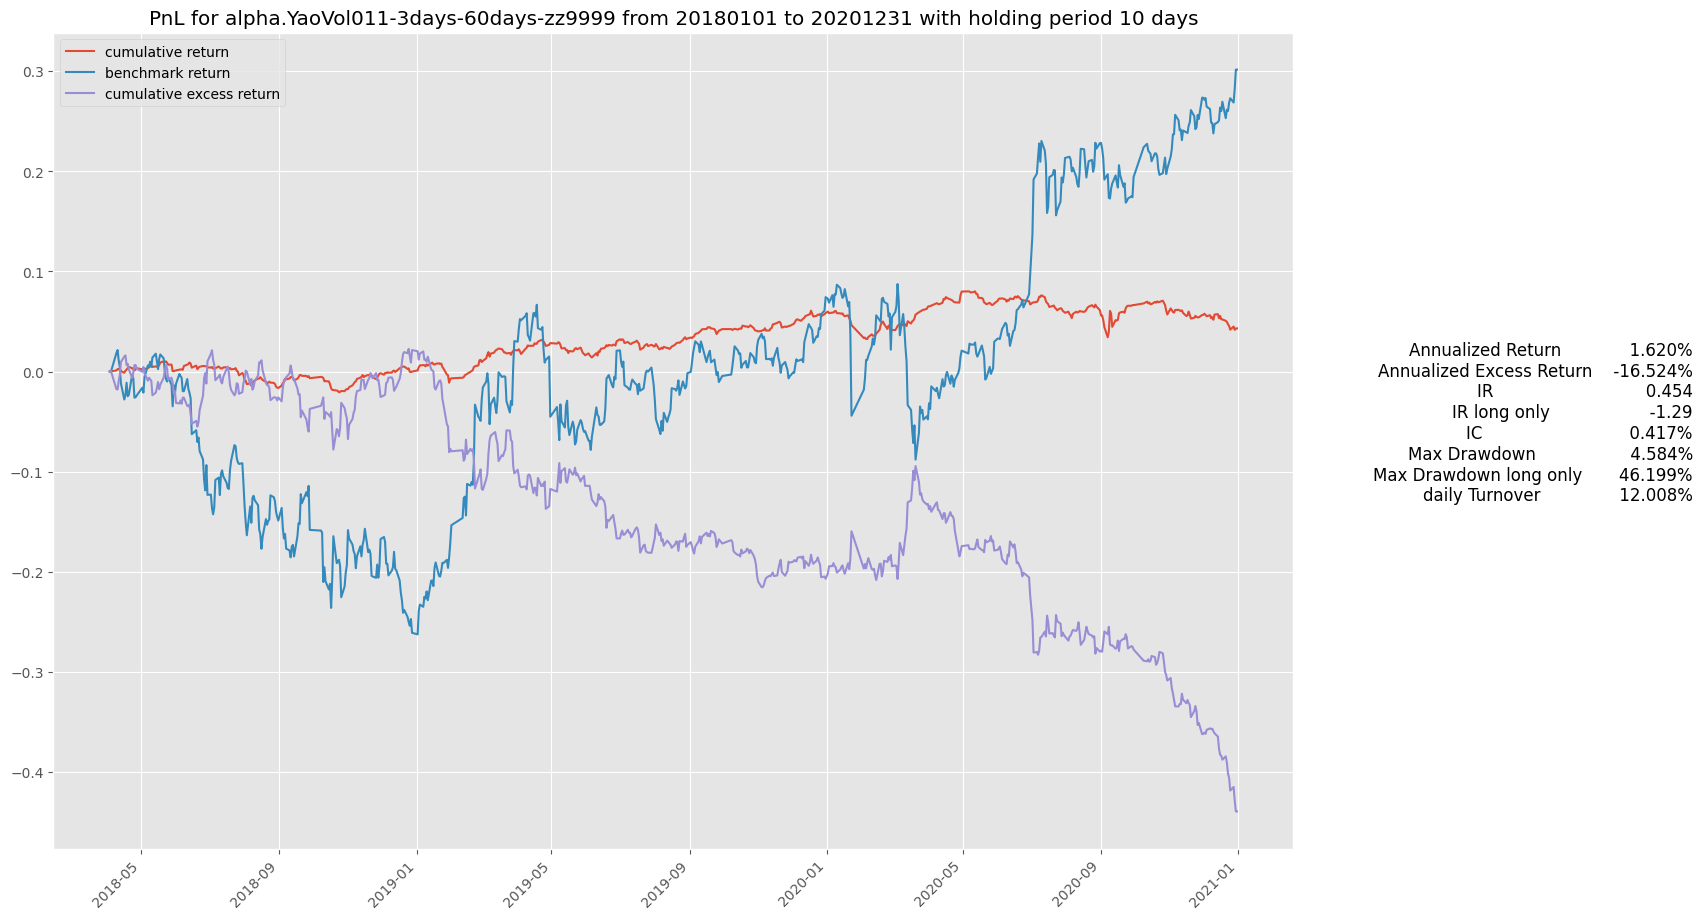 PnL for alpha.YaoVol011-3days-60days-zz9999 from 20180101 to 20201231 with holding period 10 days
cumulative return
benchmark return
cumulative excess return
0.3
0.2
0.1
0.0
−0.1
−0.2
−0.3
−0.4
2018-05
2018-09
2019-01
2019-05
2019-09
2020-01
2020-05
2020-09
2021-01
Annualized Return 1.620%
Annualized Excess Return -16.524%
IR 0.454
IR long only -1.29
IC 0.417%
Max Drawdown 4.584%
Max Drawdown long only 46.199%
daily Turnover 12.008%